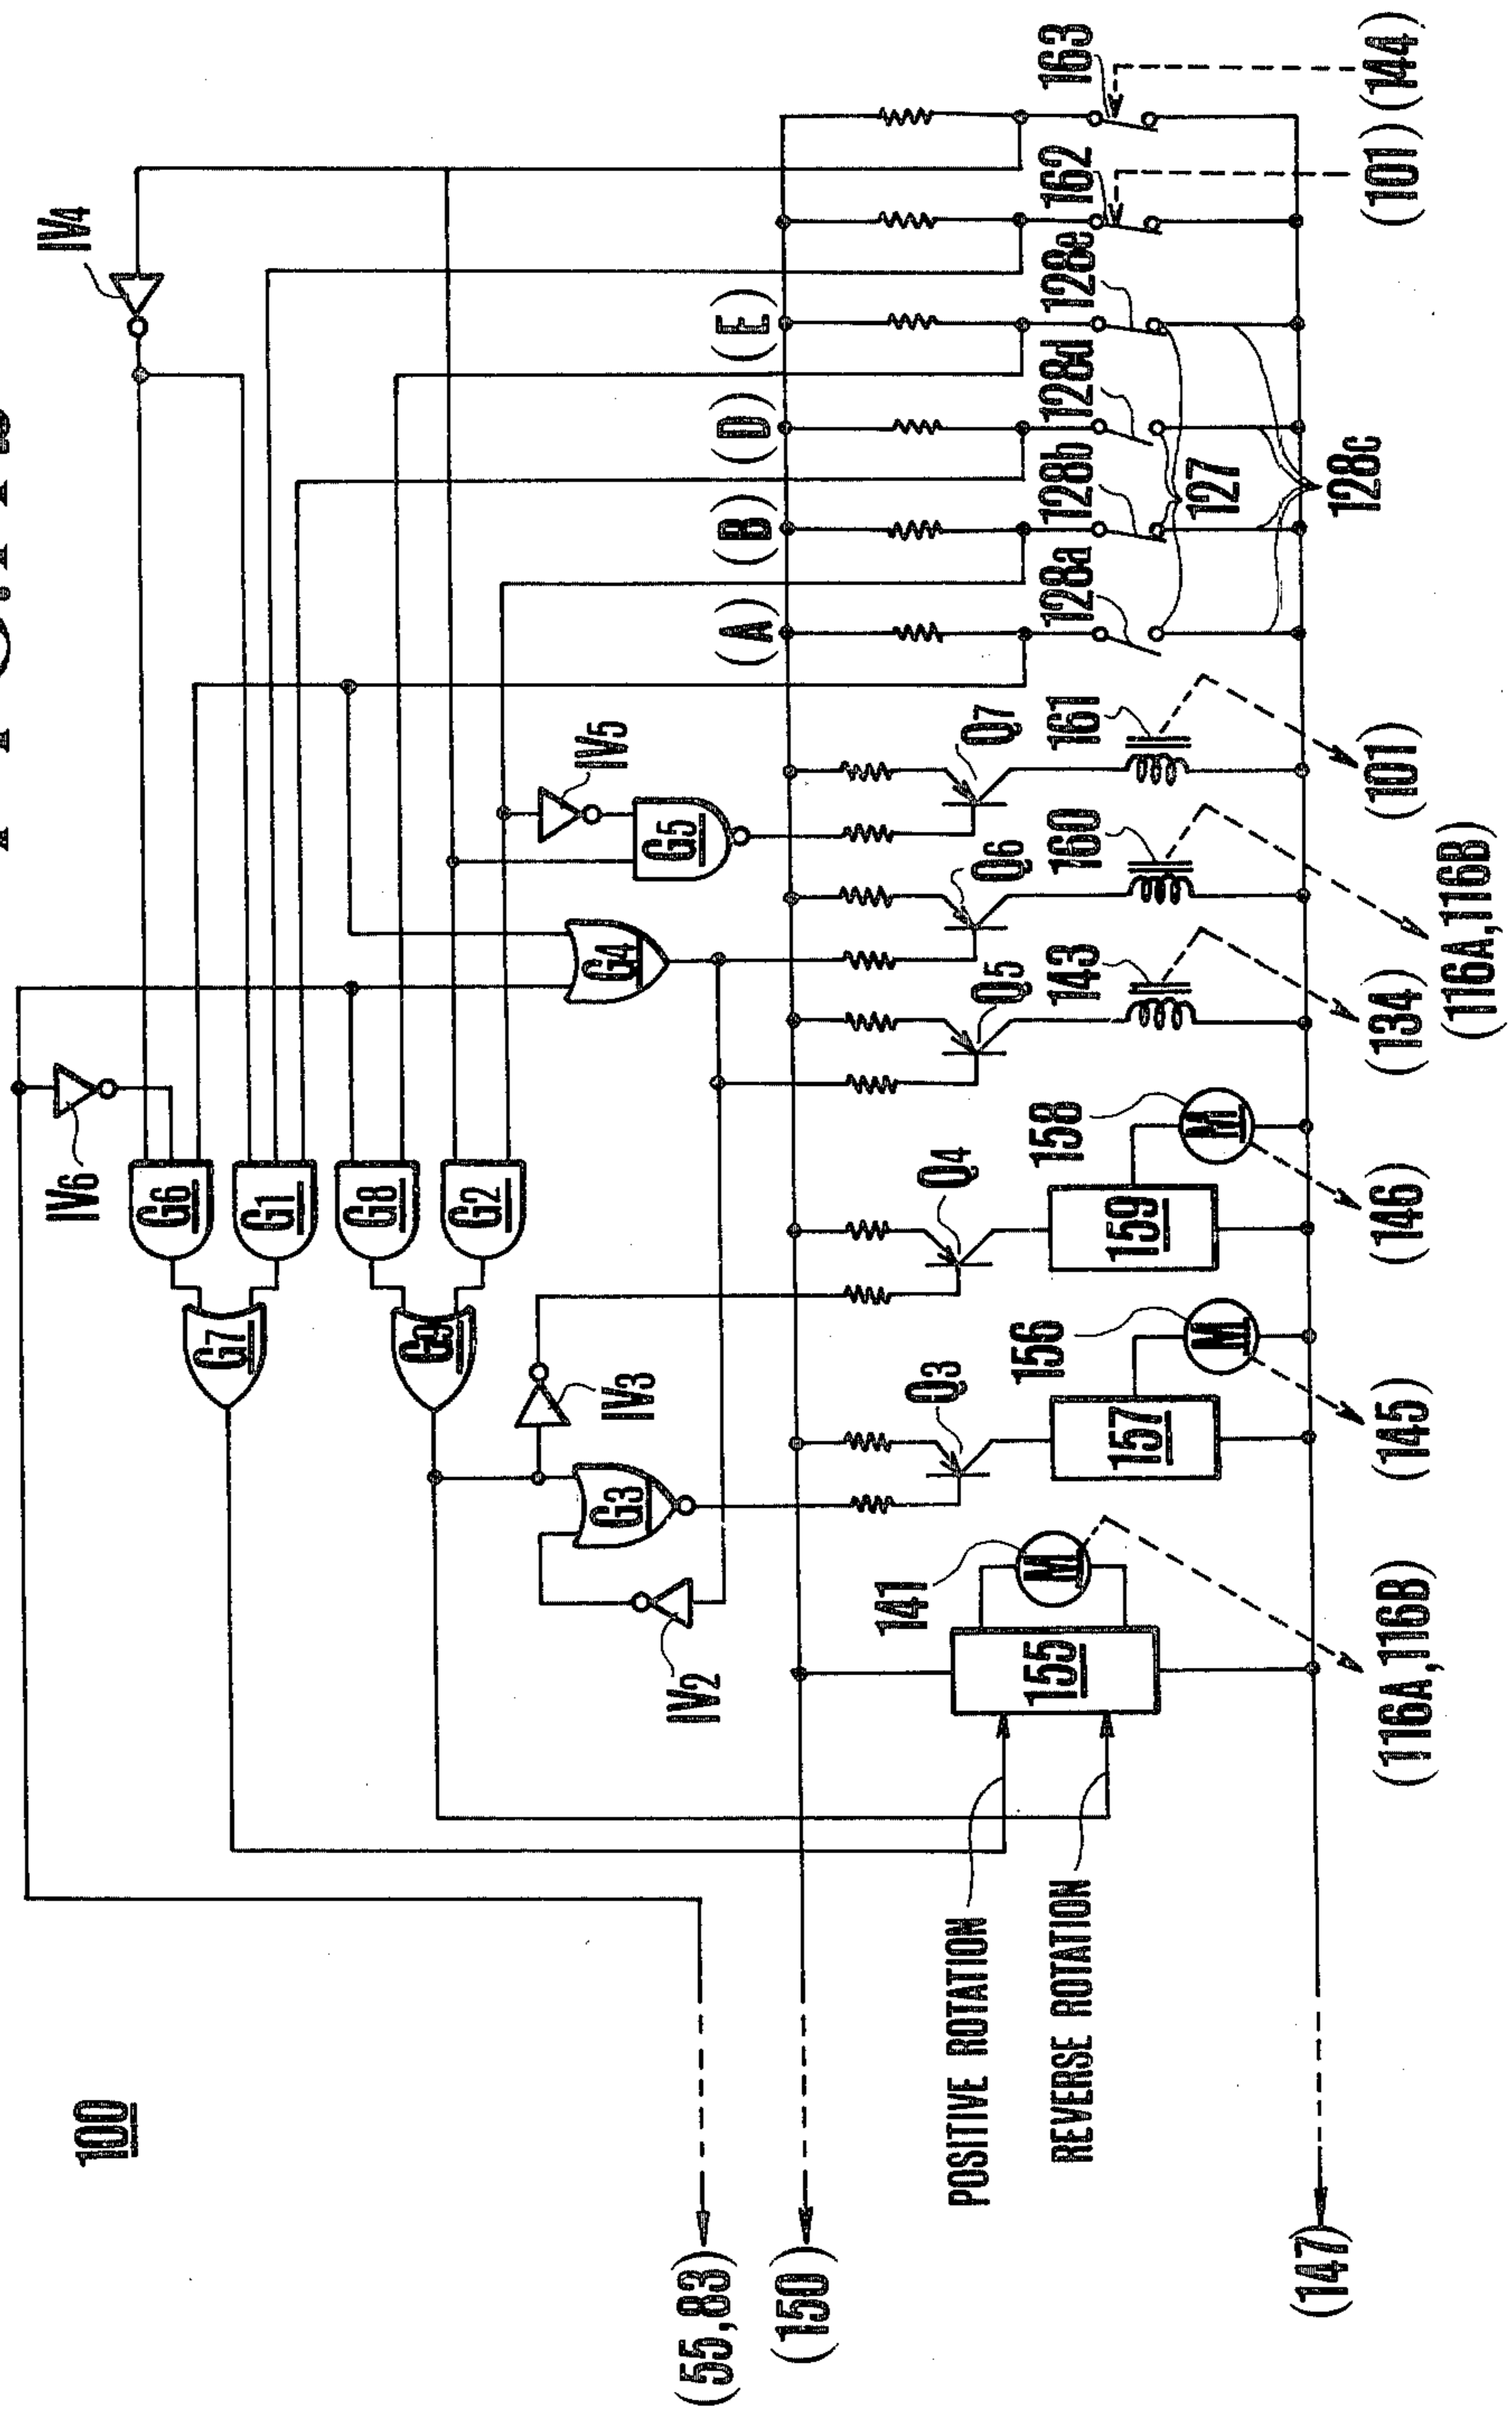 100
(55,83)
(150)
POSITIVE ROTATION
REVERSE ROTATION
(147)
IV6
IV4
G6
G1
G8
G2
G7
IV3
G3
IV2
G4
IV5
G5
141
155
(116A,116B)
Q3
156
157
(145)
Q4
158
159
(146)
Q5
143
(134)
Q6
160
(116A,116B)
Q7
161
(101)
(A)
(B)
(D)
(E)
128a
128b
128d
128e
127
128c
162
163
(101)
(144)